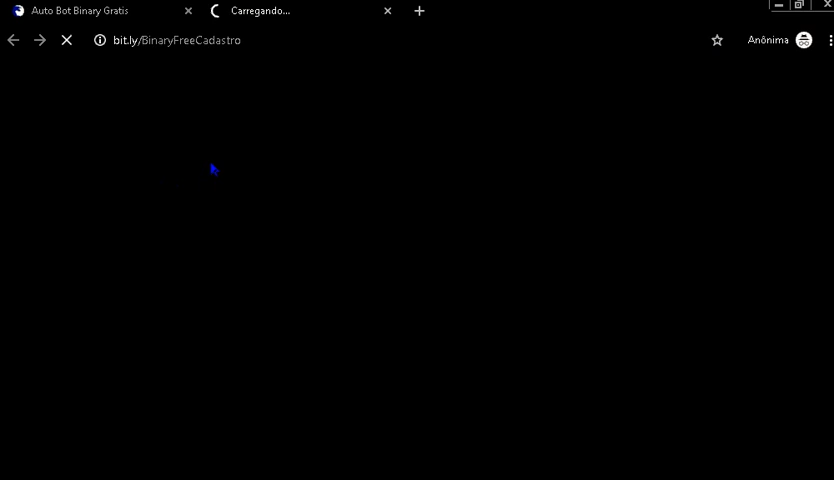 Auto Bot Binary Gratis
Carregando...
bit.ly/BinaryFreeCadastro
Anônima